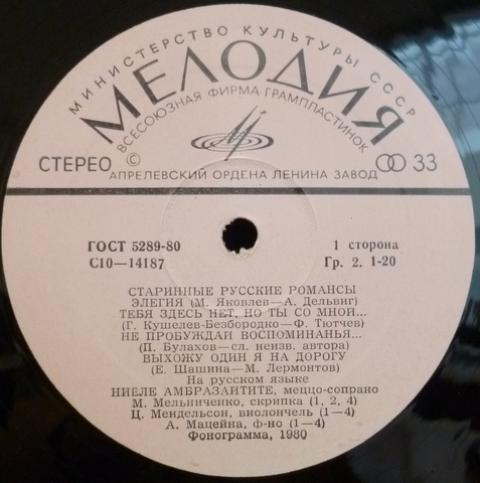 МИНИСТЕРСТВО КУЛЬТУРЫ СССР
МЕЛОДИЯ
ВСЕСОЮЗНАЯ ФИРМА ГРАМПЛАСТИНОК
СТЕРЕО © 33
АПРЕЛЕВСКИЙ ОРДЕНА ЛЕНИНА ЗАВОД
ГОСТ 5289-80 1 сторона
С10—14187 Гр. 2. 1-20
СТАРИННЫЕ РУССКИЕ РОМАНСЫ
ЭЛЕГИЯ (М. Яковлев—А. Дельвиг)
ТЕБЯ ЗДЕСЬ НЕТ, НО ТЫ СО МНОЙ...
(Г. Кушелев-Безбородко—Ф. Тютчев)
НЕ ПРОБУЖДАЙ ВОСПОМИНАНЬЯ...
(П. Булахов—сл. неизв. автора)
ВЫХОЖУ ОДИН Я НА ДОРОГУ
(Е. Шашина—М. Лермонтов)
На русском языке
НИЕЛЕ АМБРАЗАЙТИТЕ, меццо-сопрано
М. Мельниченко, скрипка (1, 2, 4)
Ц. Мендельсон, виолончель (1—4)
А. Мацейна, ф-но (1—4)
Фонограмма, 1980